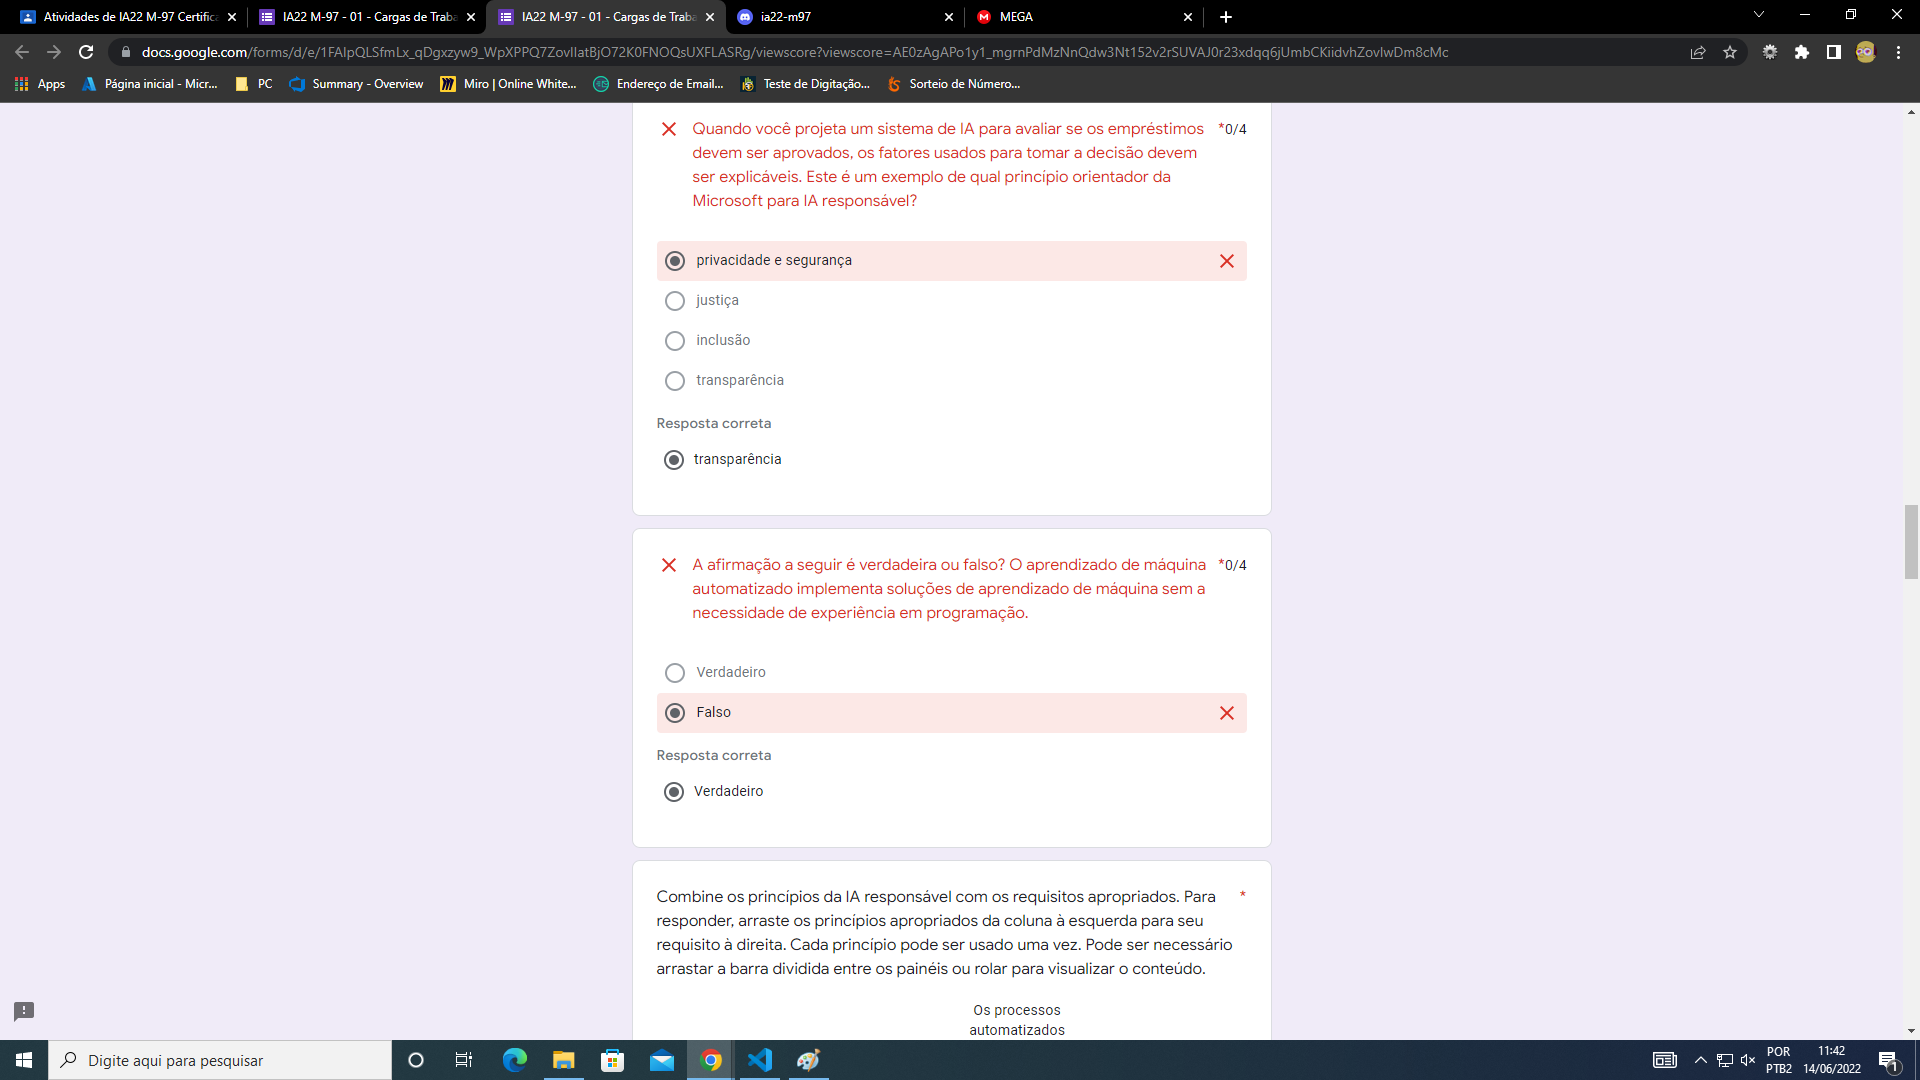 Atividades de IA22 M-97 Certifica
IA22 M-97 - 01 - Cargas de Traba
IA22 M-97 - 01 - Cargas de Traba
ia22-m97
MEGA
docs.google.com/forms/d/e/1FAIpQLSfmLx_qDgxzyw9_WpXPPQ7ZovIIatBjO72K0FNOQsUXFLASRg/viewscore?viewscore=AE0zAgAPo1y1_mgrnPdMzNnQdw3Nt152v2rSUVAJ0r23xdqq6jUmbCKiidvhZovIwDm8cMc
Apps
Página inicial - Micr...
PC
Summary - Overview
Miro | Online White...
Endereço de Email...
Teste de Digitação...
Sorteio de Número...
Quando você projeta um sistema de IA para avaliar se os empréstimos *0/4
devem ser aprovados, os fatores usados para tomar a decisão devem
ser explicáveis. Este é um exemplo de qual princípio orientador da
Microsoft para IA responsável?
privacidade e segurança
justiça
inclusão
transparência
Resposta correta
transparência
A afirmação a seguir é verdadeira ou falso? O aprendizado de máquina *0/4
automatizado implementa soluções de aprendizado de máquina sem a
necessidade de experiência em programação.
Verdadeiro
Falso
Resposta correta
Verdadeiro
Combine os princípios da IA responsável com os requisitos apropriados. Para *
responder, arraste os princípios apropriados da coluna à esquerda para seu
requisito à direita. Cada princípio pode ser usado uma vez. Pode ser necessário
arrastar a barra dividida entre os painéis ou rolar para visualizar o conteúdo.
Os processos
automatizados
Digite aqui para pesquisar
POR
PTB2
11:42
14/06/2022
1